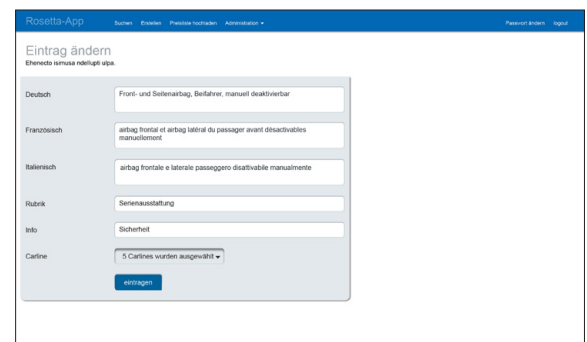 Rosetta-App Suchen Erstellen Preisliste hochladen Administration Passwort ändern logout
Eintrag ändern
Ehenecto isimusa ndellupti ulpa.
Deutsch Front- und Seitenairbag, Beifahrer, manuell deaktivierbar
Französisch airbag frontal et airbag latéral du passager avant désactivables
manuellement
Italienisch airbag frontale e laterale passeggero disattivabile manualmente
Rubrik Serienausstattung
Info Sicherheit
Carline 5 Carlines wurden ausgewählt
eintragen